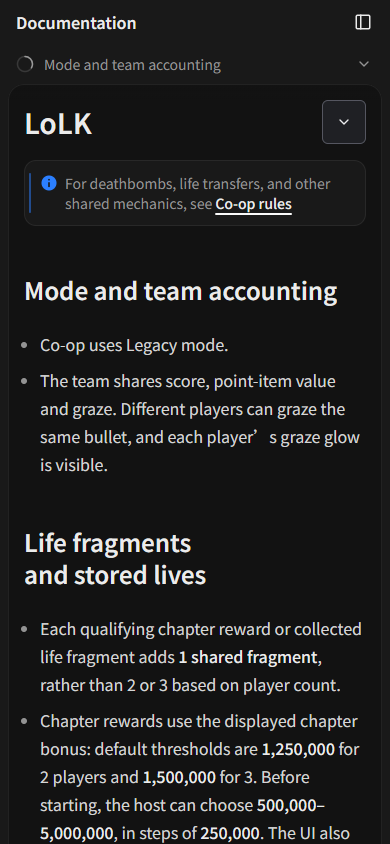 Documentation
Mode and team accounting
LoLK
For deathbombs, life transfers, and other
shared mechanics, see Co-op rules
Mode and team accounting
Co-op uses Legacy mode.
The team shares score, point-item value
and graze. Different players can graze the
same bullet, and each player’s graze glow
is visible.
Life fragments
and stored lives
Each qualifying chapter reward or collected
life fragment adds 1 shared fragment,
rather than 2 or 3 based on player count.
Chapter rewards use the displayed chapter
bonus: default thresholds are 1,250,000 for
2 players and 1,500,000 for 3. Before
starting, the host can choose 500,000–
5,000,000, in steps of 250,000. The UI also